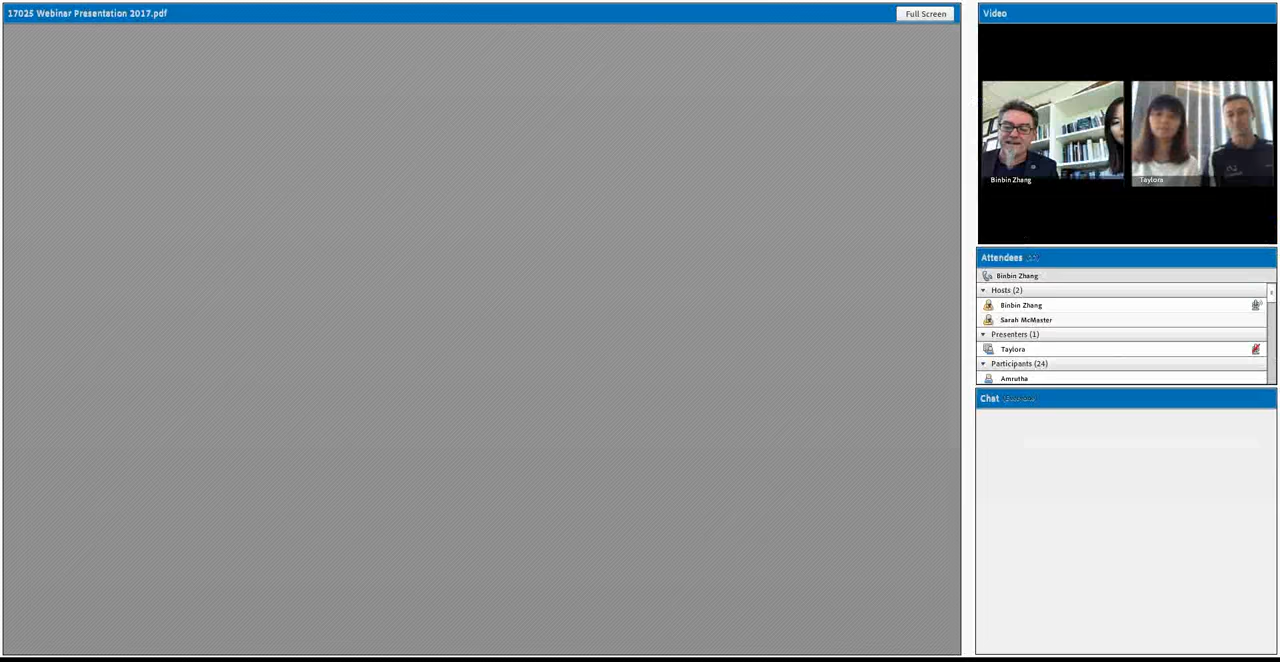 17025 Webinar Presentation 2017.pdf
Full Screen
Video
Binbin Zhang
Taylora
Attendees
Binbin Zhang
Hosts (2)
Binbin Zhang
Sarah McMaster
Presenters (1)
Taylora
Participants (24)
Amrutha
Chat